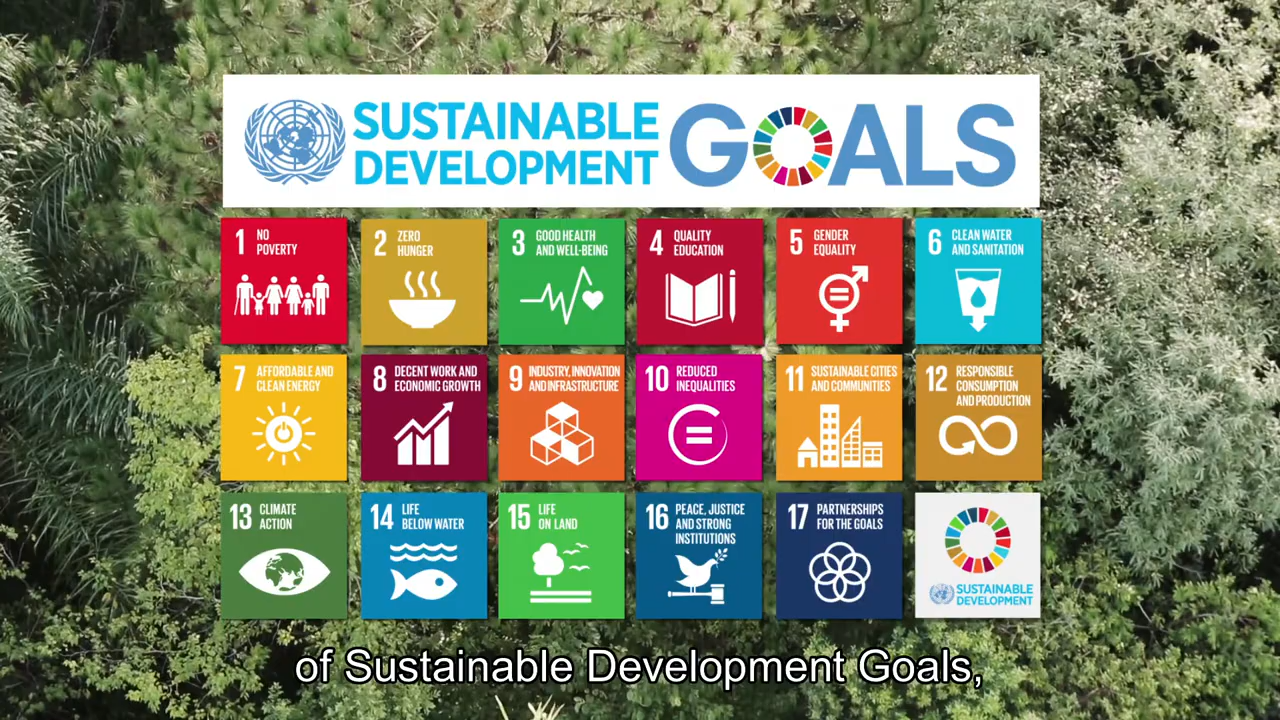 SUSTAINABLE
DEVELOPMENT
GOALS
1 NO
POVERTY
2 ZERO
HUNGER
3 GOOD HEALTH
AND WELL-BEING
4 QUALITY
EDUCATION
5 GENDER
EQUALITY
6 CLEAN WATER
AND SANITATION
7 AFFORDABLE AND
CLEAN ENERGY
8 DECENT WORK AND
ECONOMIC GROWTH
9 INDUSTRY, INNOVATION
AND INFRASTRUCTURE
10 REDUCED
INEQUALITIES
11 SUSTAINABLE CITIES
AND COMMUNITIES
12 RESPONSIBLE
CONSUMPTION
AND PRODUCTION
13 CLIMATE
ACTION
14 LIFE
BELOW WATER
15 LIFE
ON LAND
16 PEACE, JUSTICE
AND STRONG
INSTITUTIONS
17 PARTNERSHIPS
FOR THE GOALS
SUSTAINABLE
DEVELOPMENT
of Sustainable Development Goals,